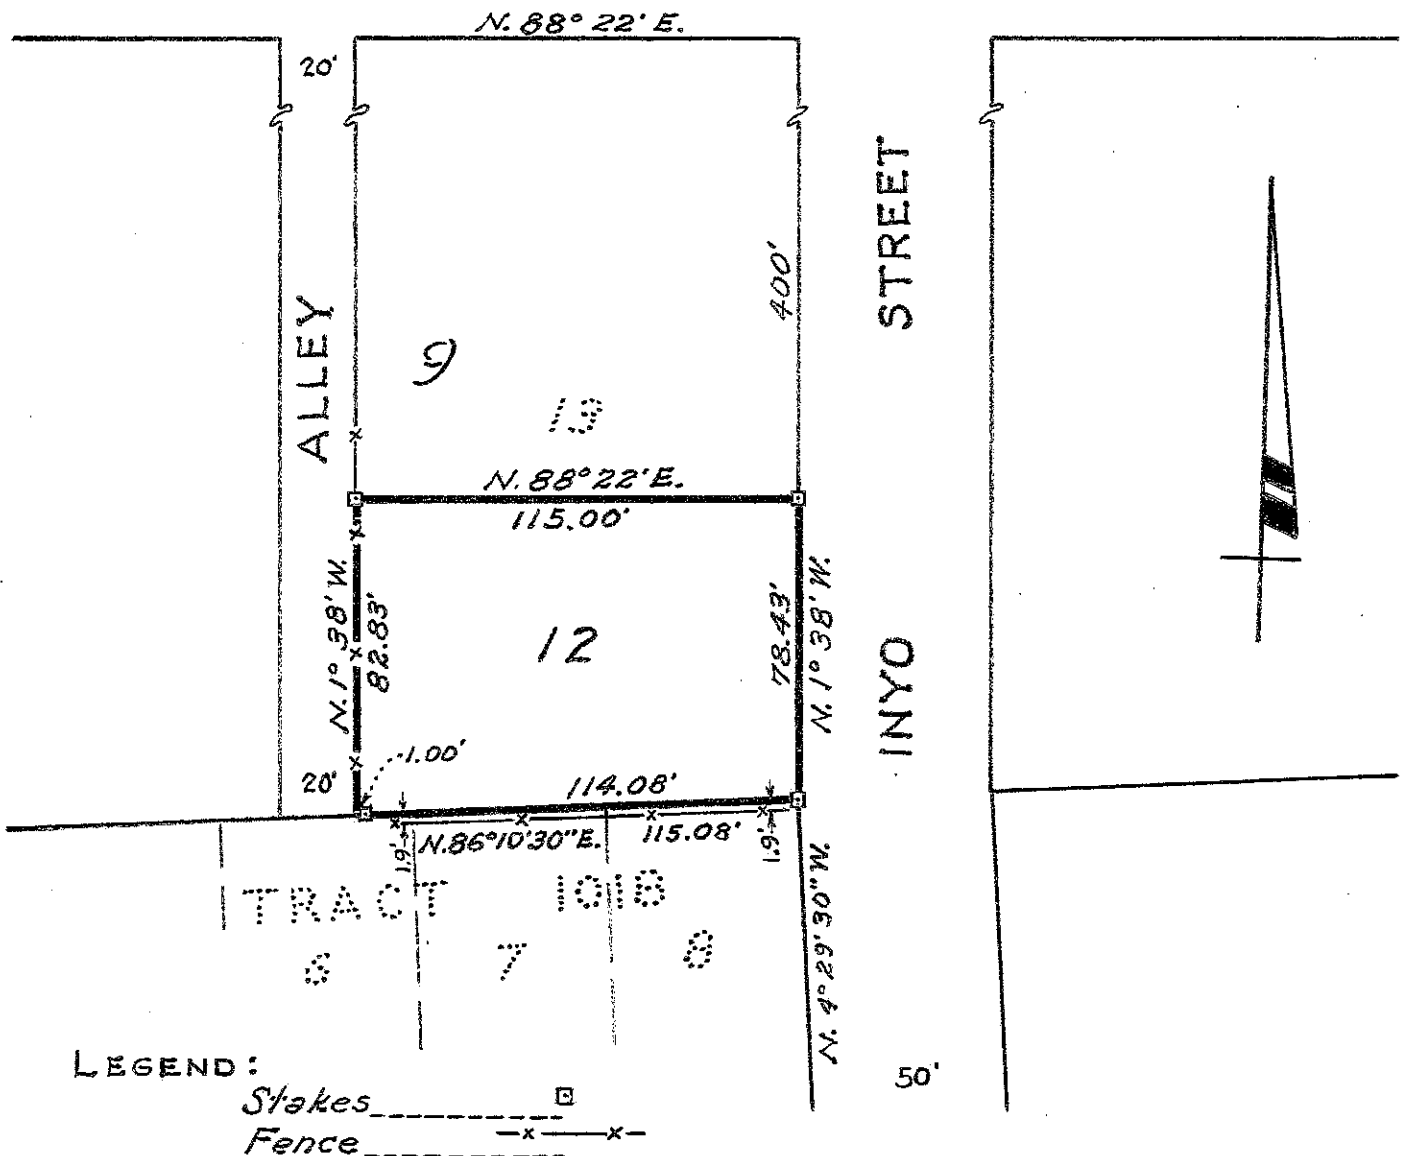 N. 88° 22' E.
20'
STREET
400'
ALLEY
9
13
N. 88° 22' E.
115.00'
N. 1° 38' W.
82.83'
12
78.43'
N. 1° 38' W.
INYO
1.00'
20'
114.08'
1.9'
N. 86° 10' 30" E.
115.08'
1.9'
TRACT 1018
7
8
N. 4° 29' 30" W.
50'
LEGEND:
Stakes
Fence